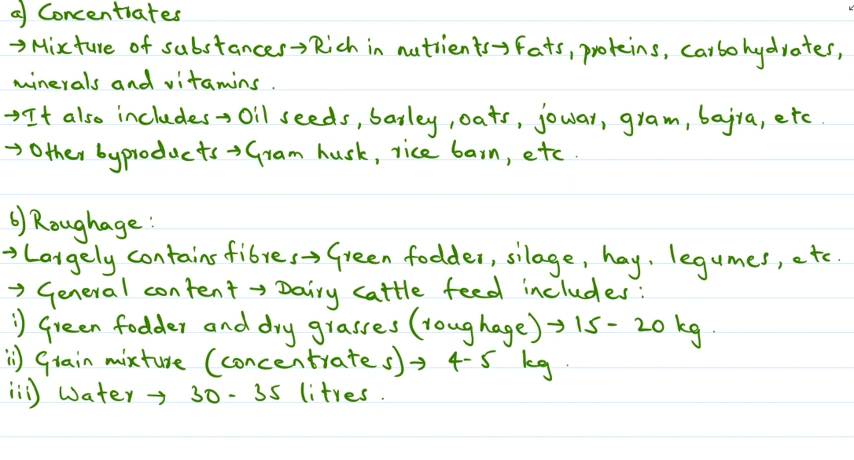 a) Concentrates
→ Mixture of substances → Rich in nutrients → Fats, proteins, carbohydrates,
minerals and vitamins.
→ It also includes → Oil seeds, barley, oats, jowar, gram, bajra, etc.
→ Other byproducts → Gram husk, rice barn, etc.
b) Roughage:
→ Largely contains fibres → Green fodder, silage, hay, legumes, etc.
→ General content → Dairy cattle feed includes:
i) Green fodder and dry grasses (roughage) → 15 - 20 kg.
ii) Grain mixture (concentrates) → 4-5 kg.
iii) Water → 30 - 35 litres.